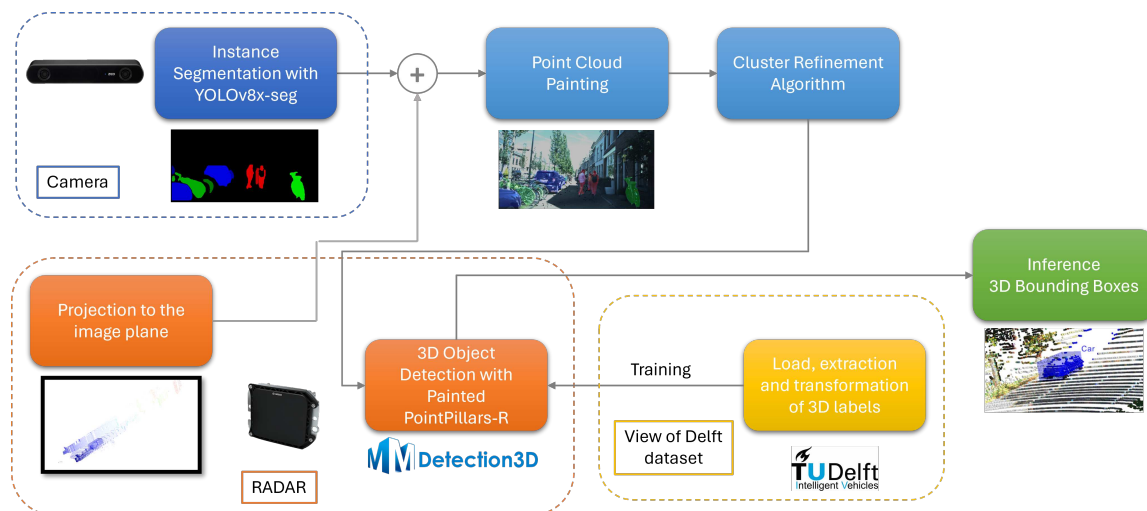 Instance
Segmentation with
YOLOv8x-seg
+
Point Cloud
Painting
Cluster Refinement
Algorithm
Camera
Projection to the
image plane
RADAR
3D Object
Detection with
Painted
PointPillars-R
MMDetection3D
Training
Load, extraction
and transformation
of 3D labels
View of Delft
dataset
TUDelft
Intelligent Vehicles
Inference
3D Bounding Boxes
Car